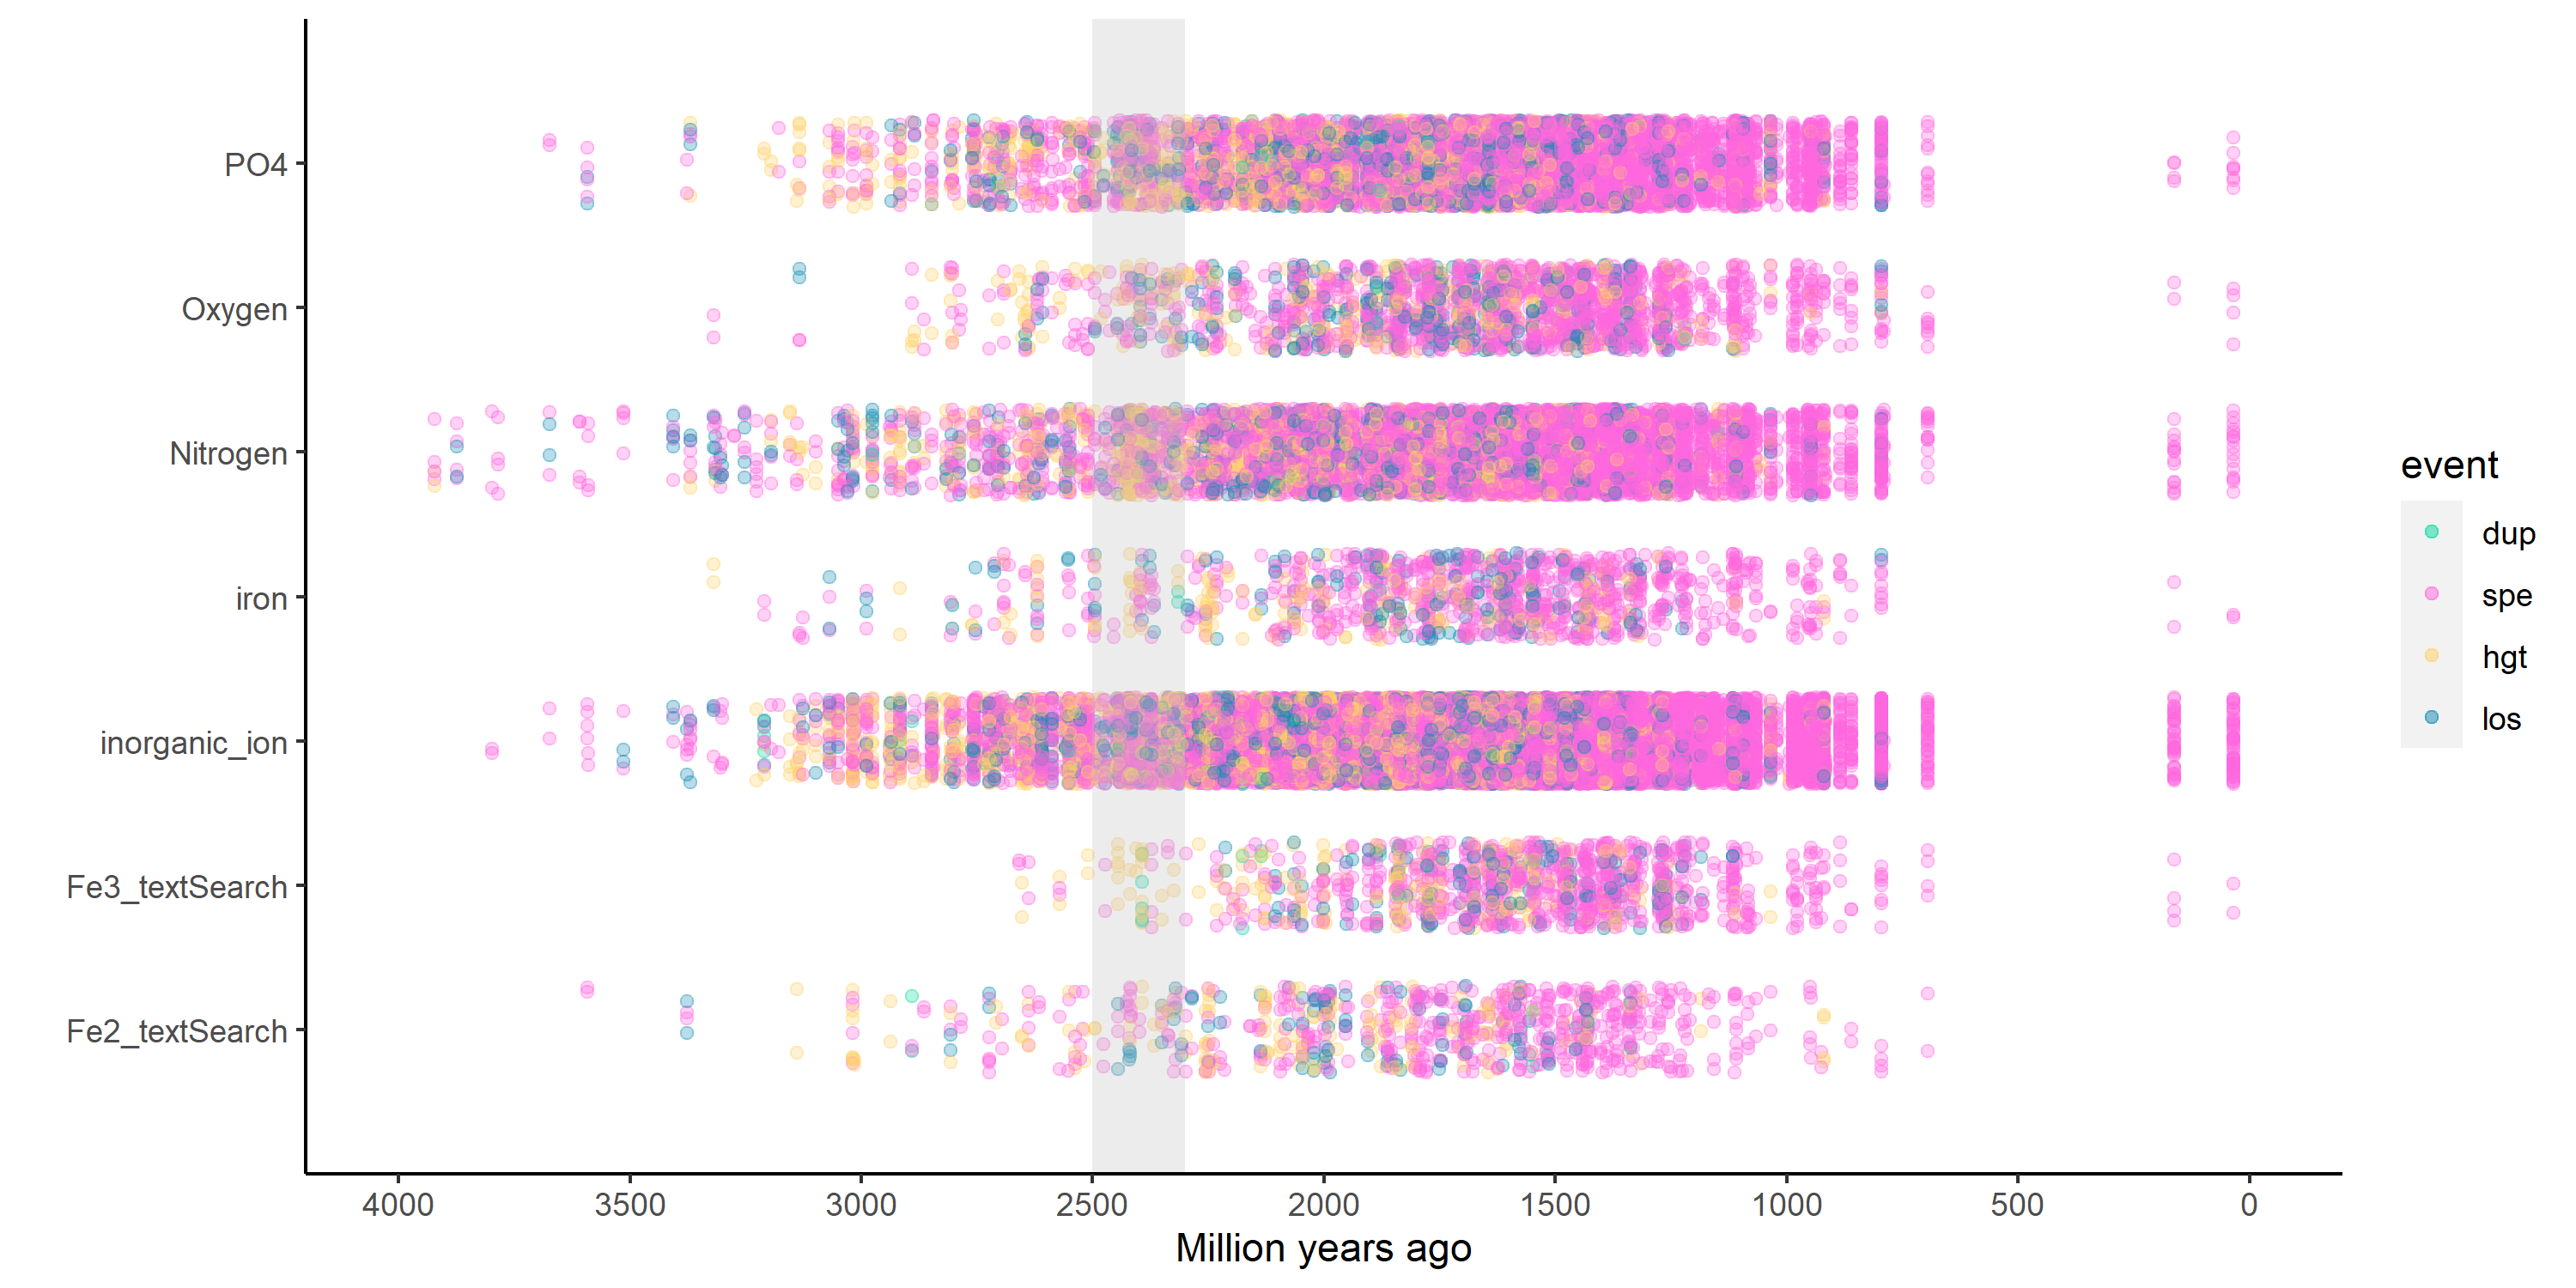 PO4
Oxygen
Nitrogen
iron
inorganic_ion
Fe3_textSearch
Fe2_textSearch
4000 3500 3000 2500 2000 1500 1000 500 0
Million years ago
event
dup
spe
hgt
los